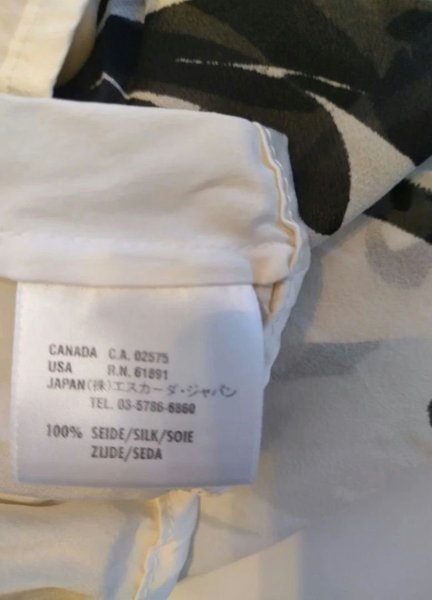 CANADA C.A. 02575
USA R.N. 61891
JAPAN (株)エスカーダ・ジャパン
TEL. 03-5786-6860
100% SEIDE/SILK/SOIE
ZIJDE/SEDA